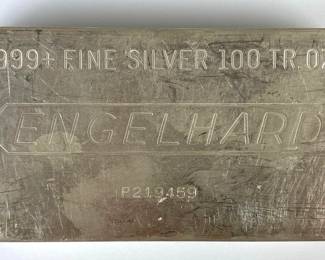 999+ FINE SILVER 100 TR.OZ
ENGELHARD
P219459